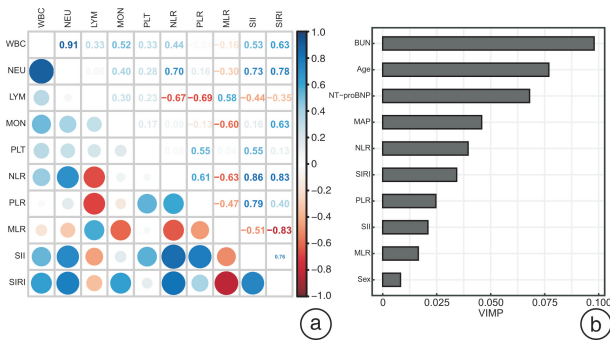 WBC NEU LYM MON PLT NLR PLR MLR SII SIRI
WBC 0.91 0.33 0.52 0.33 0.44 −0.16 0.53 0.63
NEU 0.40 0.28 0.70 0.16 −0.30 0.73 0.78
LYM 0.30 0.23 −0.67 −0.69 0.58 −0.44 −0.35
MON 0.17 −0.13 −0.60 0.16 0.63
PLT 0.55 0.55 0.13
NLR 0.61 −0.63 0.86 0.83
PLR −0.47 0.79 0.40
MLR −0.51 −0.83
SII 0.76
SIRI
1.0
0.8
0.6
0.4
0.2
0
−0.2
−0.4
−0.6
−0.8
−1.0
a
BUN
Age
NT-proBNP
MAP
NLR
SIRI
PLR
SII
MLR
Sex
0.000 0.025 0.050 0.075 0.100
VIMP
b